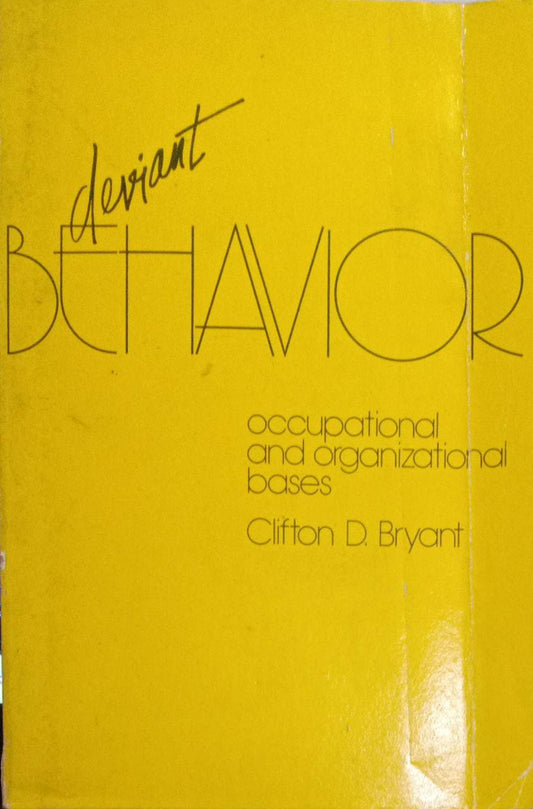 deviant
BEHAVIOR
occupational
and organizational
bases
Clifton D. Bryant